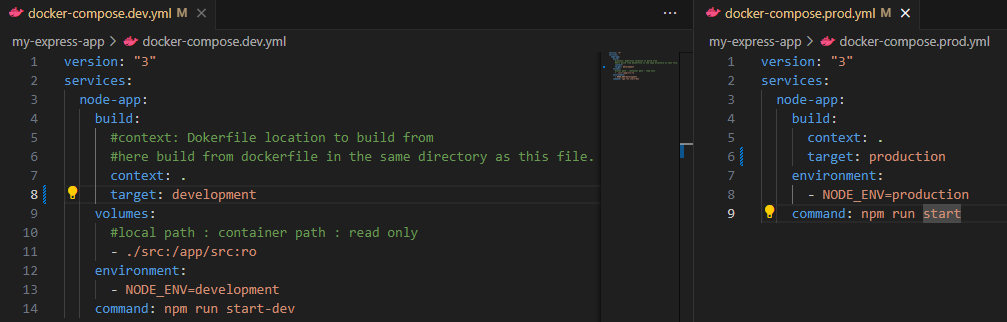 docker-compose.dev.yml M
my-express-app > docker-compose.dev.yml
1 version: "3"
2 services:
3 node-app:
4 build:
5 #context: Dokerfile location to build from
6 #here build from dockerfile in the same directory as this file.
7 context: .
8 target: development
9 volumes:
10 #local path : container path : read only
11 - ./src:/app/src:ro
12 environment:
13 - NODE_ENV=development
14 command: npm run start-dev
docker-compose.prod.yml M
my-express-app > docker-compose.prod.yml
1 version: "3"
2 services:
3 node-app:
4 build:
5 context: .
6 target: production
7 environment:
8 - NODE_ENV=production
9 command: npm run start